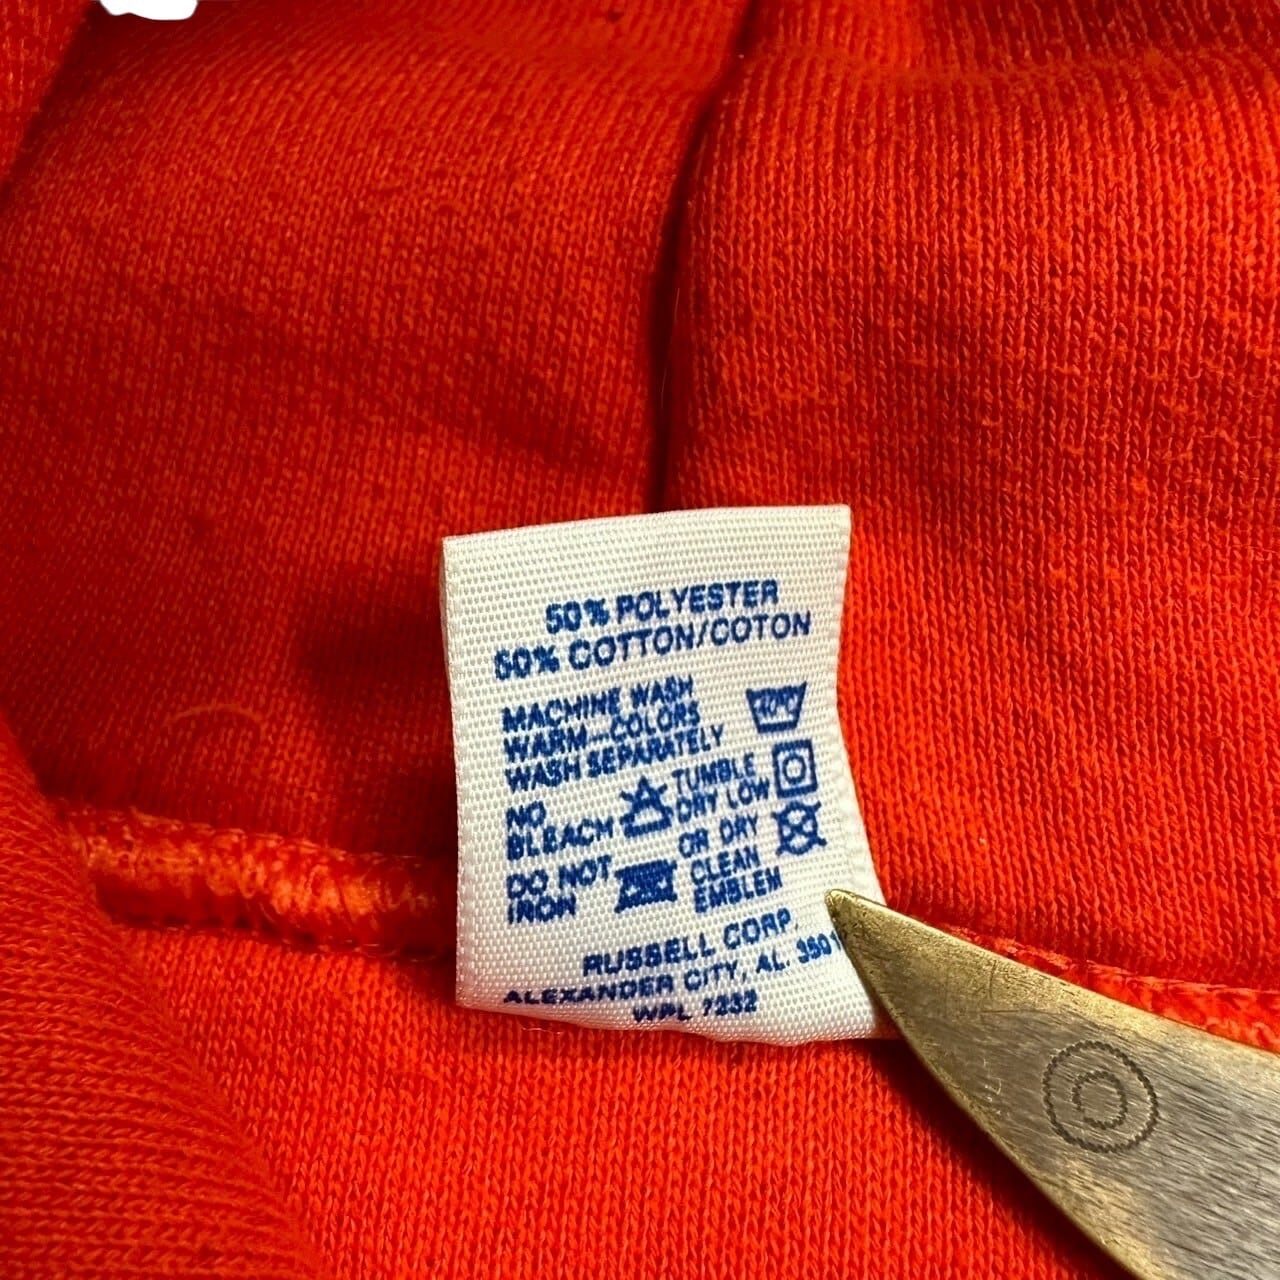 50% POLYESTER
50% COTTON/COTON
MACHINE WASH
WARM—COLORS
WASH SEPARATELY
NO
BLEACH
TUMBLE
DRY LOW
OR DRY
CLEAN
EMBLEM
DO NOT
IRON
RUSSELL CORP.
ALEXANDER CITY, AL. 3501
WPL 7232